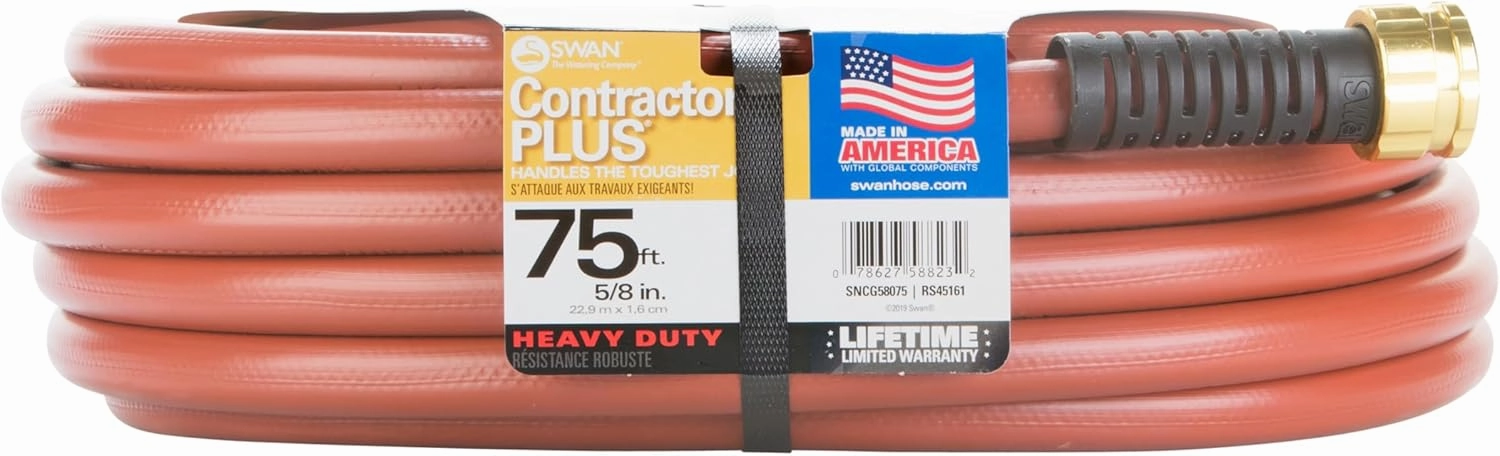 SWAN®
The Watering Company™
Contractor
PLUS®
HANDLES THE TOUGHEST
S'ATTAQUE AUX TRAVAUX EXIGEANTS!
75 ft.
5/8 in.
22,9 m x 1,6 cm
HEAVY DUTY
RÉSISTANCE ROBUSTE
MADE IN
AMERICA
WITH GLOBAL COMPONENTS
swanhose.com
0 78627 58823 2
SNCG58075 | RS45161
©2019 Swan®
LIFETIME
LIMITED WARRANTY
swan